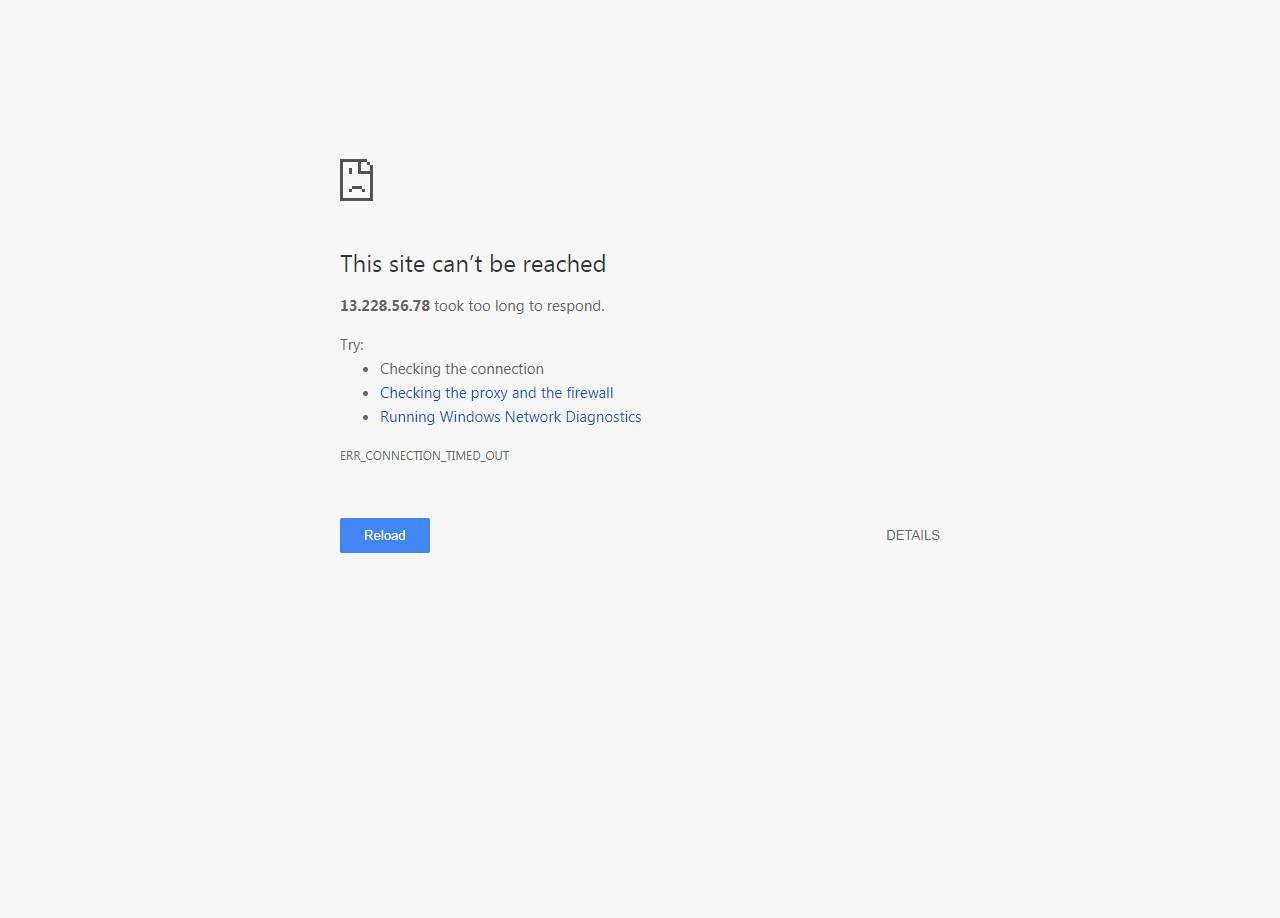 This site can’t be reached
13.228.56.78 took too long to respond.
Try:
Checking the connection
Checking the proxy and the firewall
Running Windows Network Diagnostics
ERR_CONNECTION_TIMED_OUT
Reload
DETAILS